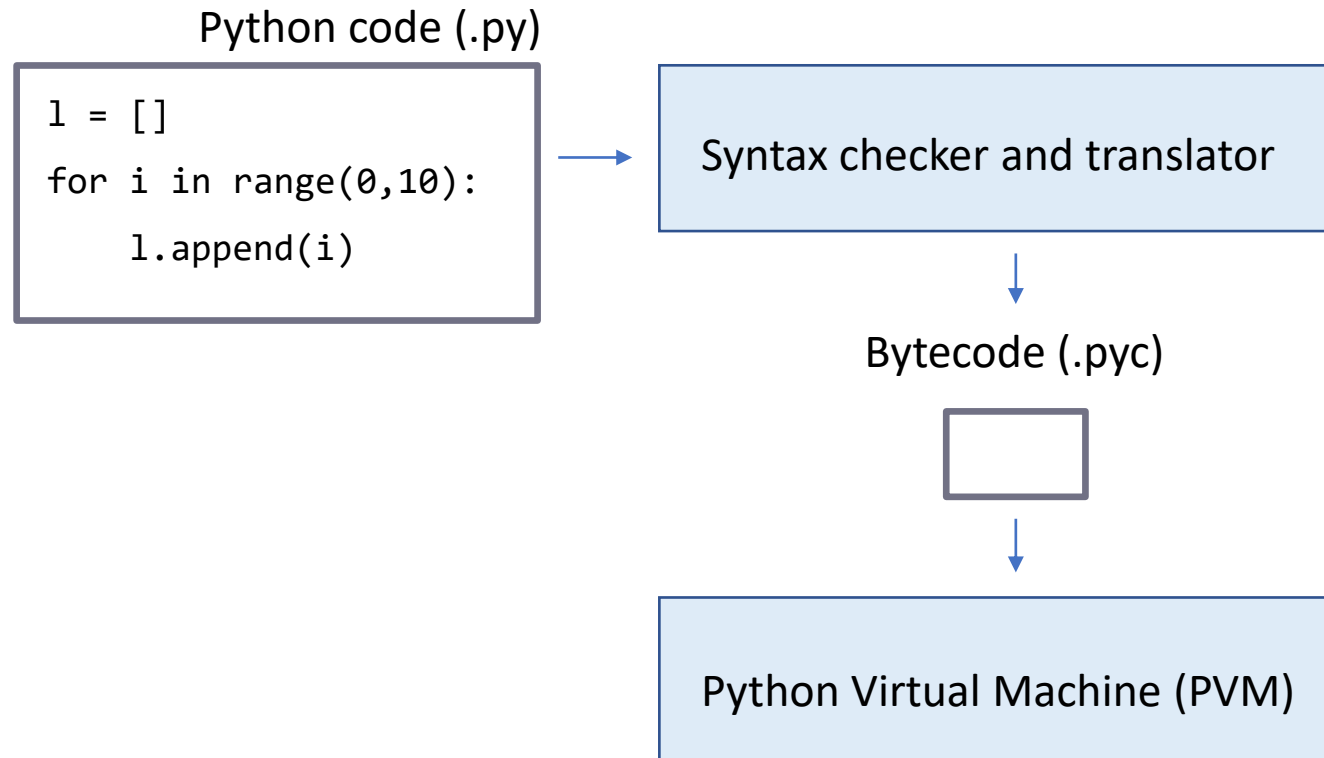 Python code (.py)
l = []
for i in range(0,10):
    l.append(i)
Syntax checker and translator
Bytecode (.pyc)
Python Virtual Machine (PVM)